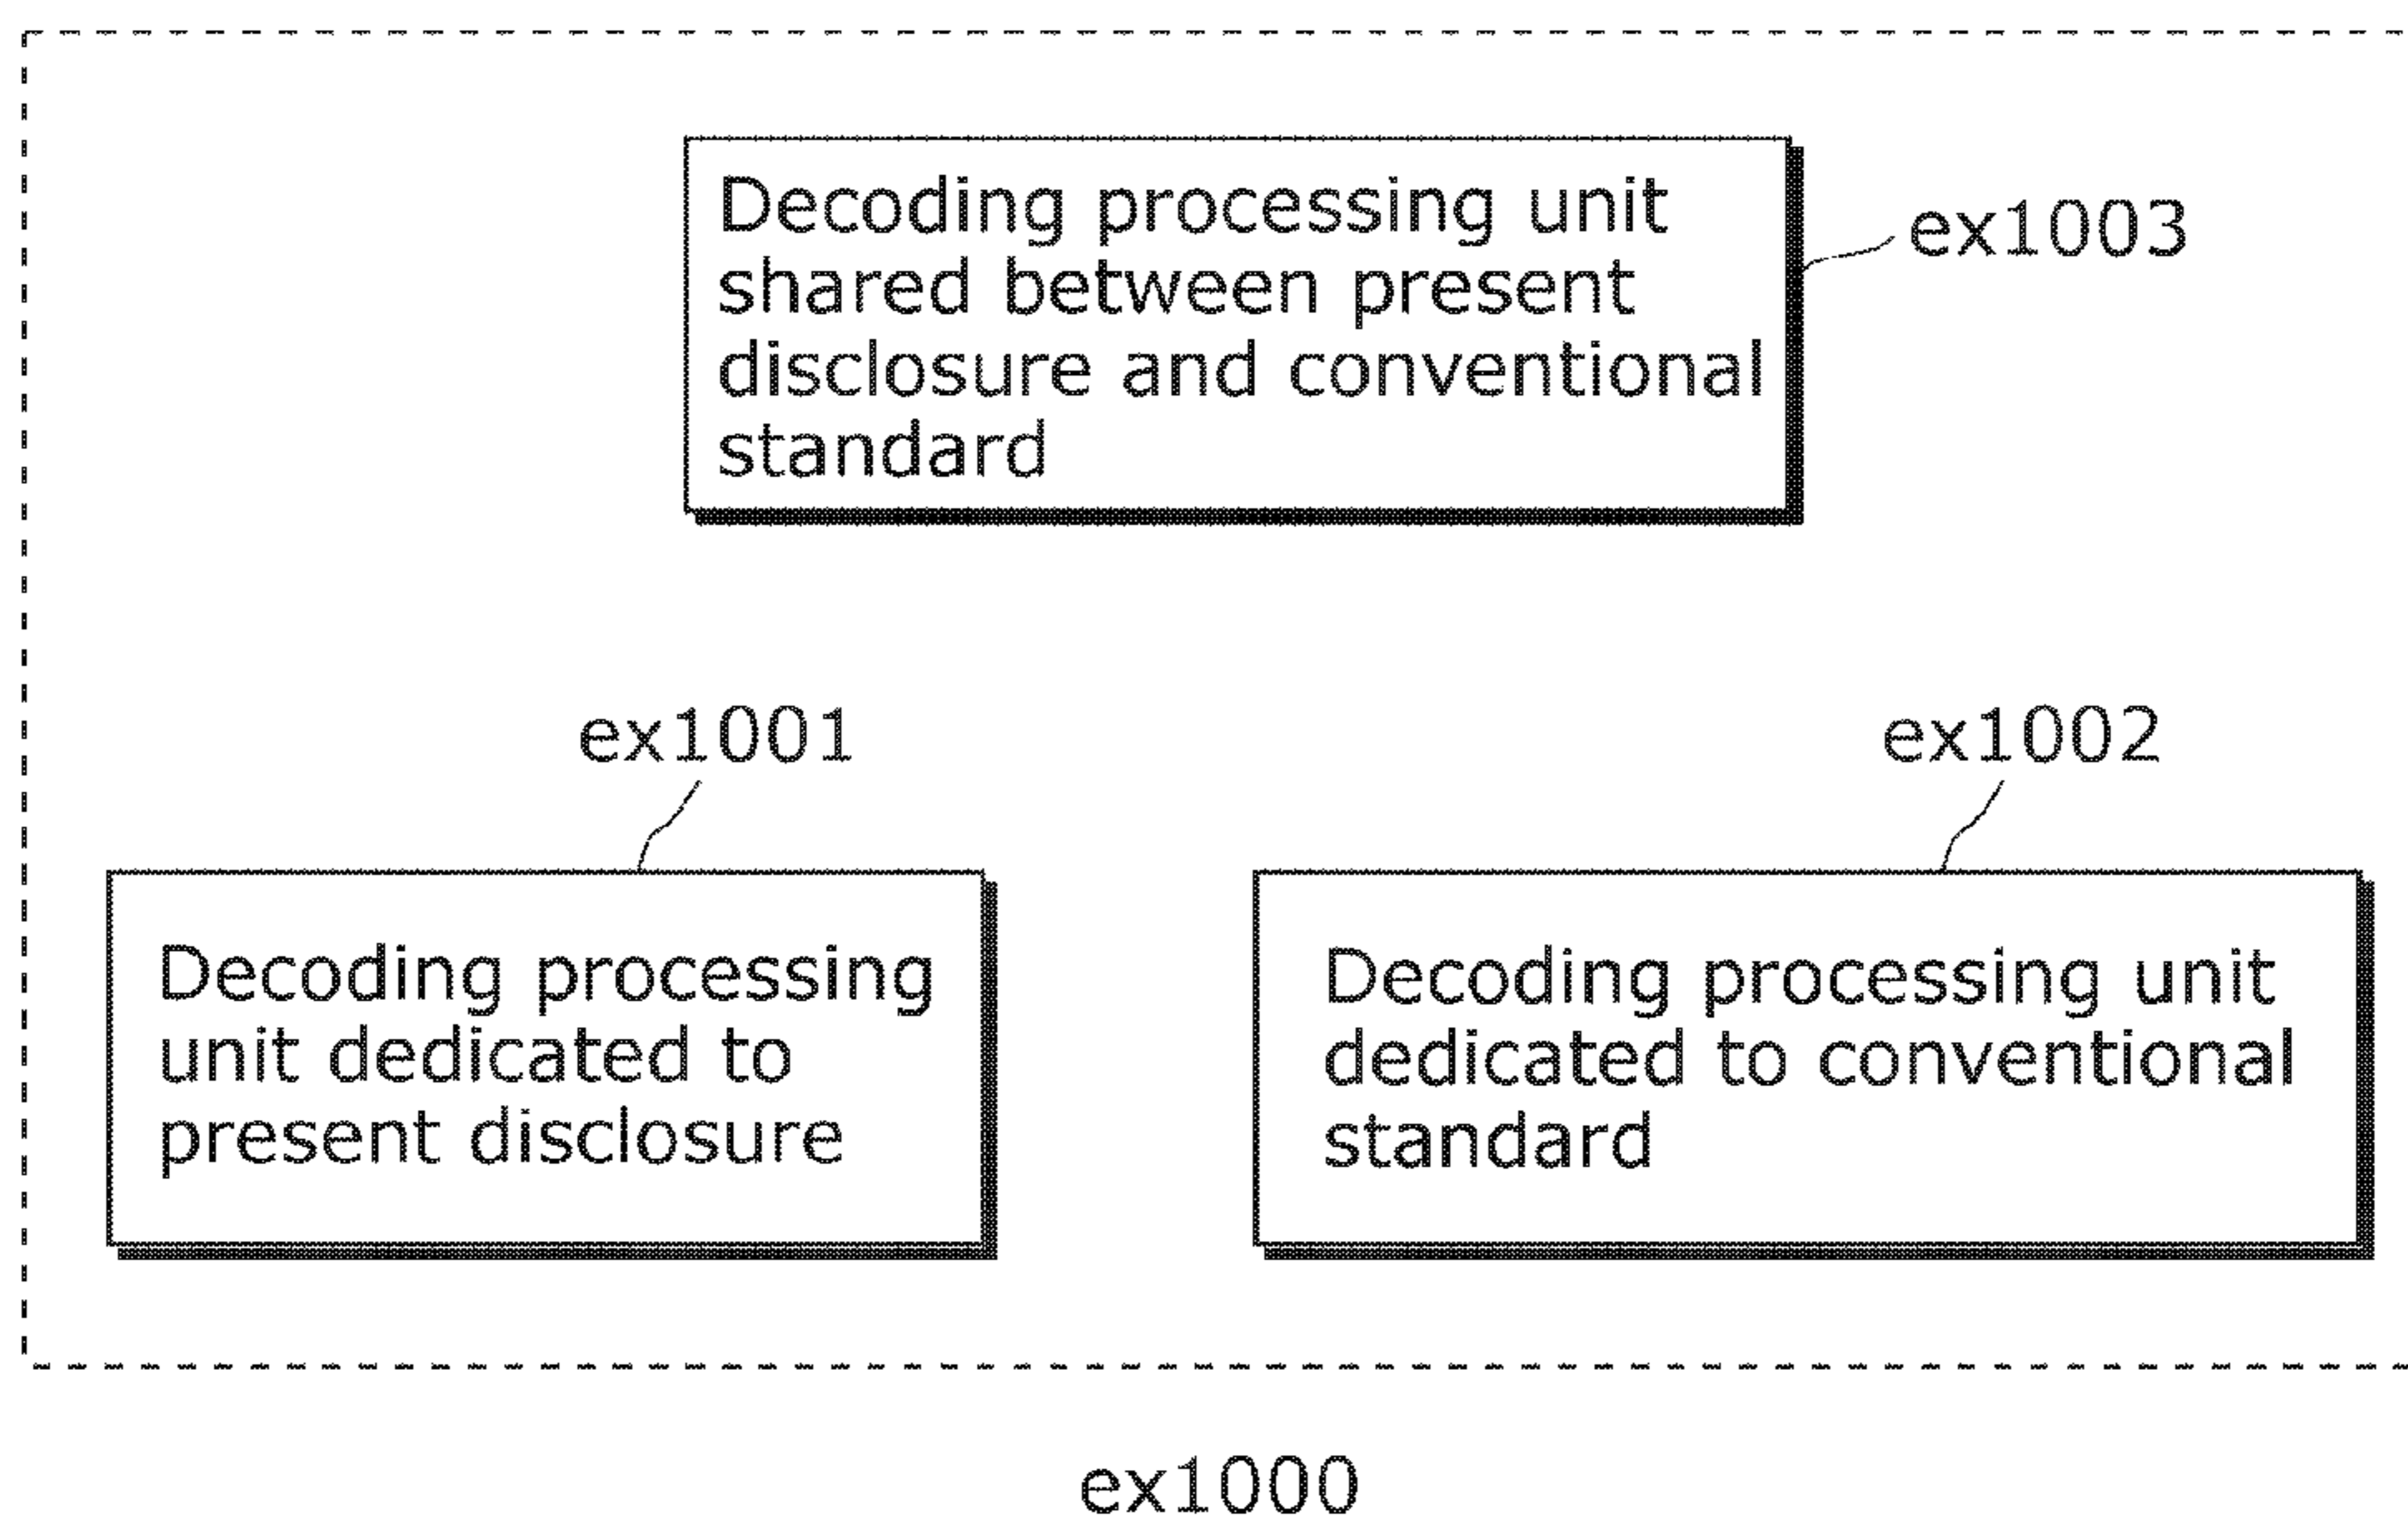 Decoding processing unit
shared between present
disclosure and conventional
standard
ex1003
ex1001
ex1002
Decoding processing
unit dedicated to
present disclosure
Decoding processing unit
dedicated to conventional
standard
ex1000